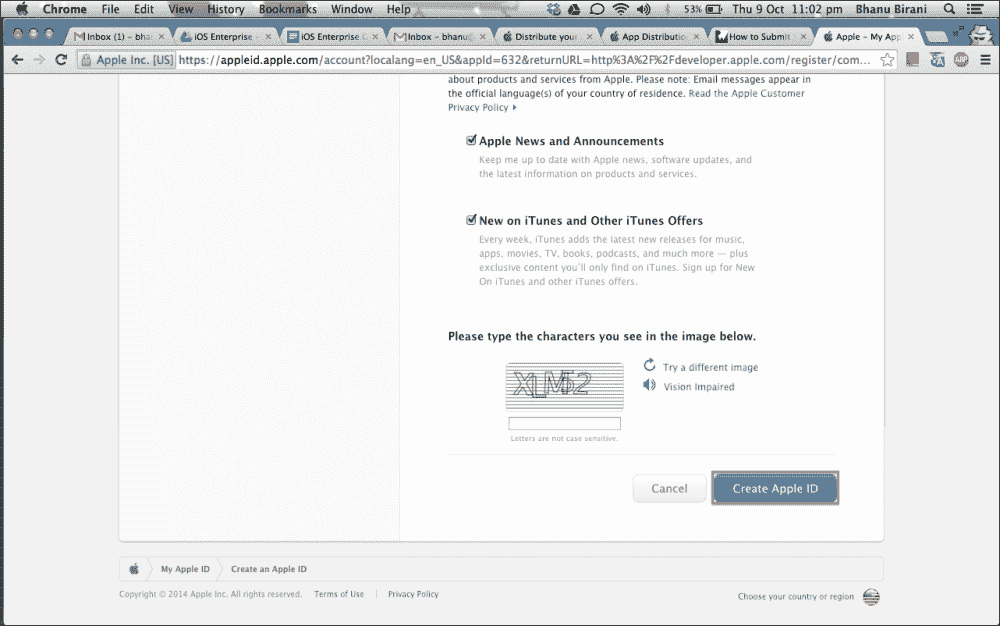 Chrome File Edit View History Bookmarks Window Help 53% Thu 9 Oct 11:02 pm Bhanu Birani
Inbox (1) – bha iOS Enterprise iOS Enterprise Inbox – bhanu@ Distribute your App Distributio How to Submit Apple – My App
Apple Inc. [US] https://appleid.apple.com/account?localang=en_US&appId=632&returnURL=http%3A%2F%2Fdeveloper.apple.com/register/com...
about products and services from Apple. Please note: Email messages appear in
the official language(s) of your country of residence. Read the Apple Customer
Privacy Policy
Apple News and Announcements
Keep me up to date with Apple news, software updates, and
the latest information on products and services.
New on iTunes and Other iTunes Offers
Every week, iTunes adds the latest new releases for music,
apps, movies, TV, books, podcasts, and much more — plus
exclusive content you'll only find on iTunes. Sign up for New
On iTunes and other iTunes offers.
Please type the characters you see in the image below.
Try a different image
Vision Impaired
Letters are not case sensitive.
Cancel Create Apple ID
My Apple ID Create an Apple ID
Copyright © 2014 Apple Inc. All rights reserved. Terms of Use | Privacy Policy
Choose your country or region